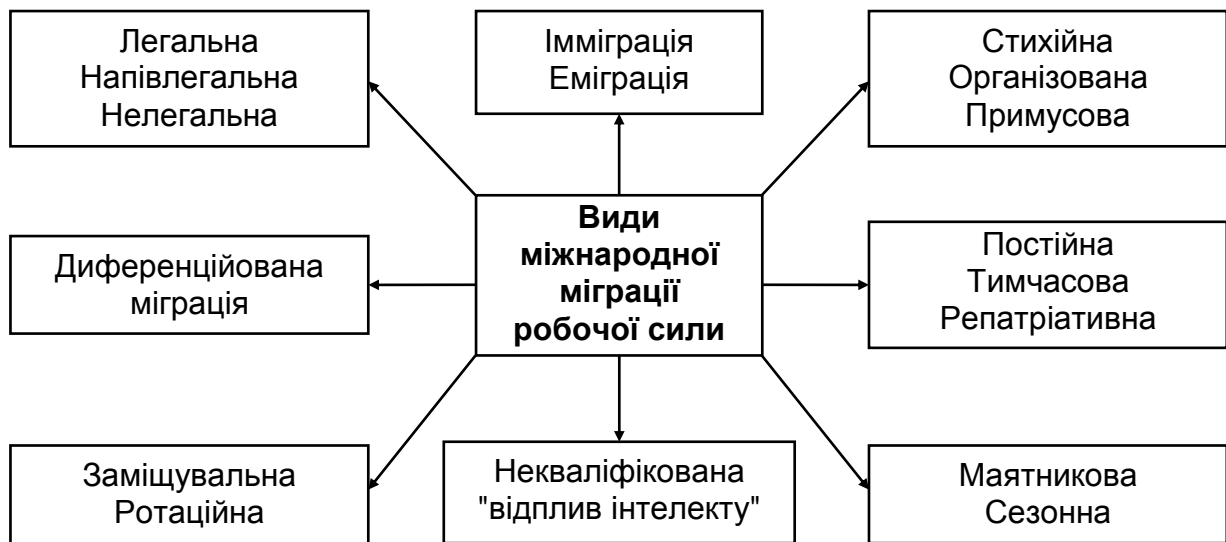 Легальна
Напівлегальна
Нелегальна
Імміграція
Еміграція
Стихійна
Організована
Примусова
Диференційована
міграція
Види
міжнародної
міграції
робочої сили
Постійна
Тимчасова
Репатріативна
Заміщувальна
Ротаційна
Некваліфікована
"відплив інтелекту"
Маятникова
Сезонна